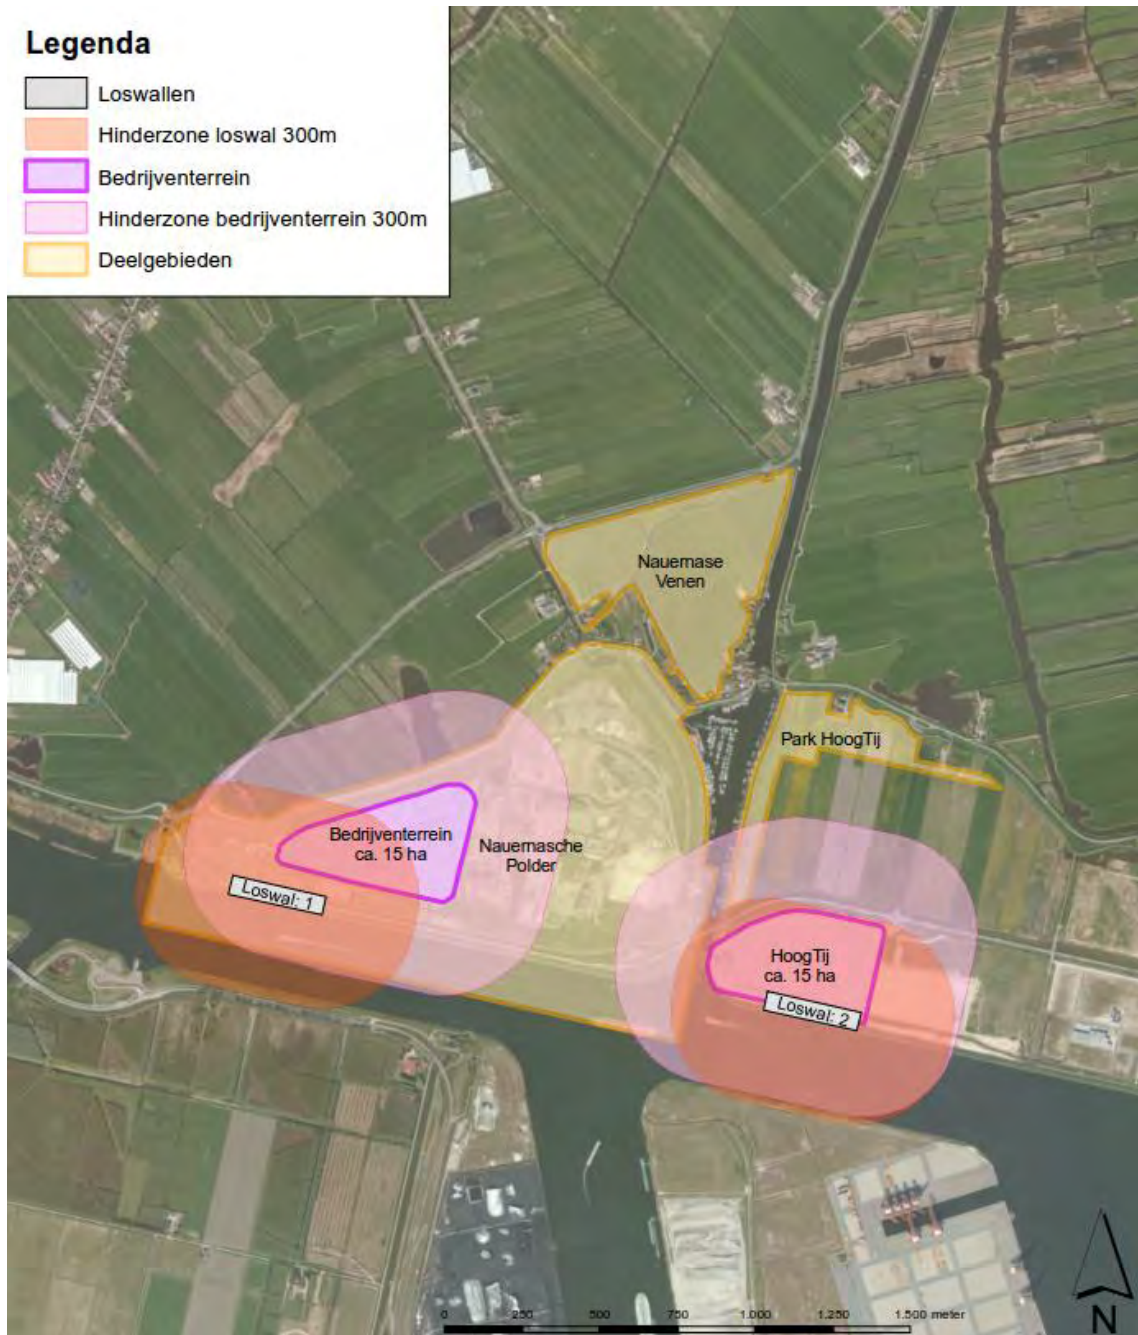 Legenda
Loswallen
Hinderzone loswal 300m
Bedrijventerrein
Hinderzone bedrijventerrein 300m
Deelgebieden
Nauernase
Venen
Park HoogTij
Bedrijventerrein
ca. 15 ha
Nauernasche
Polder
Loswal: 1
HoogTij
ca. 15 ha
Loswal: 2
0 250 500 750 1.000 1.250 1.500 meter
N